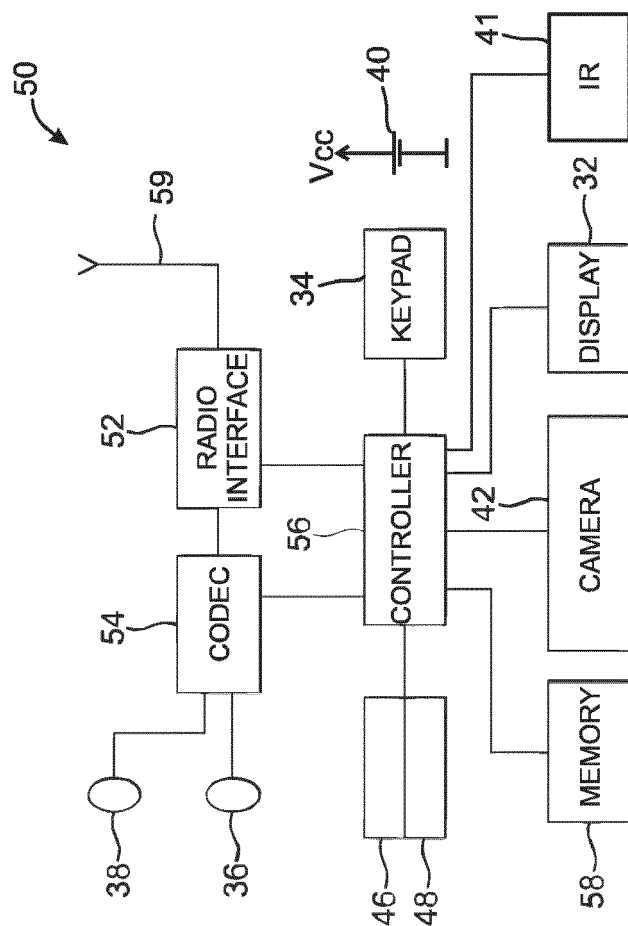 50
38
54
52
59
CODEC
RADIO
INTERFACE
36
56
34
Vcc
40
46
48
CONTROLLER
KEYPAD
42
41
58
MEMORY
CAMERA
DISPLAY
32
IR